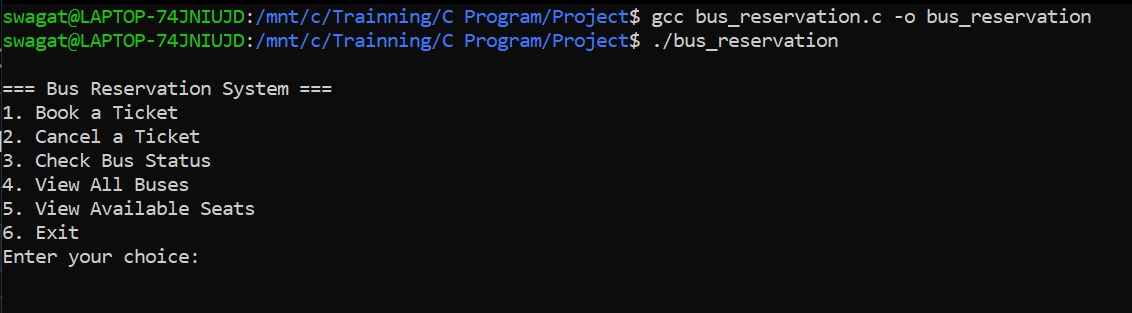 swagat@LAPTOP-74JNIUJD:/mnt/c/Trainning/C Program/Project$ gcc bus_reservation.c -o bus_reservation
swagat@LAPTOP-74JNIUJD:/mnt/c/Trainning/C Program/Project$ ./bus_reservation
=== Bus Reservation System ===
1. Book a Ticket
2. Cancel a Ticket
3. Check Bus Status
4. View All Buses
5. View Available Seats
6. Exit
Enter your choice: